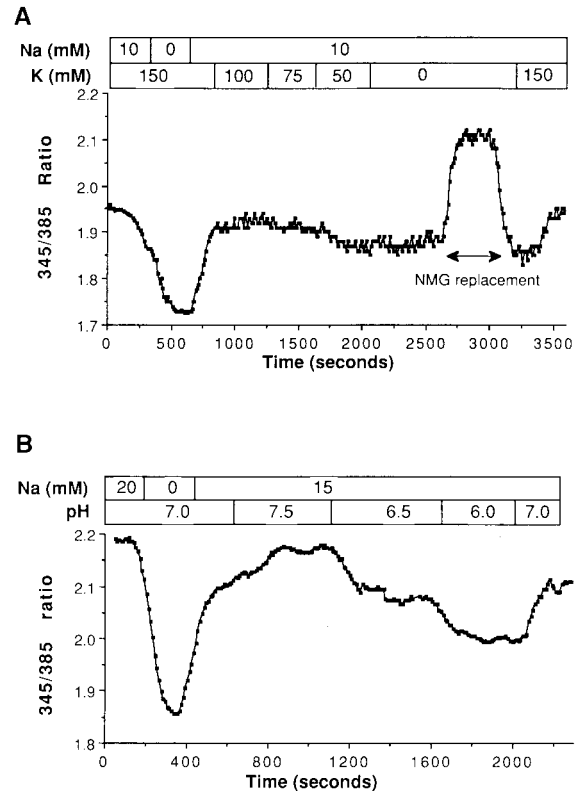 A
Na (mM) 10 0 10
K (mM) 150 100 75 50 0 150
2.2
2.1
2.0
1.9
1.8
1.7
345/385 Ratio
NMG replacement
0 500 1000 1500 2000 2500 3000 3500
Time (seconds)
B
Na (mM) 20 0 15
pH 7.0 7.5 6.5 6.0 7.0
2.2
2.1
2.0
1.9
1.8
345/385 ratio
0 400 800 1200 1600 2000
Time (seconds)